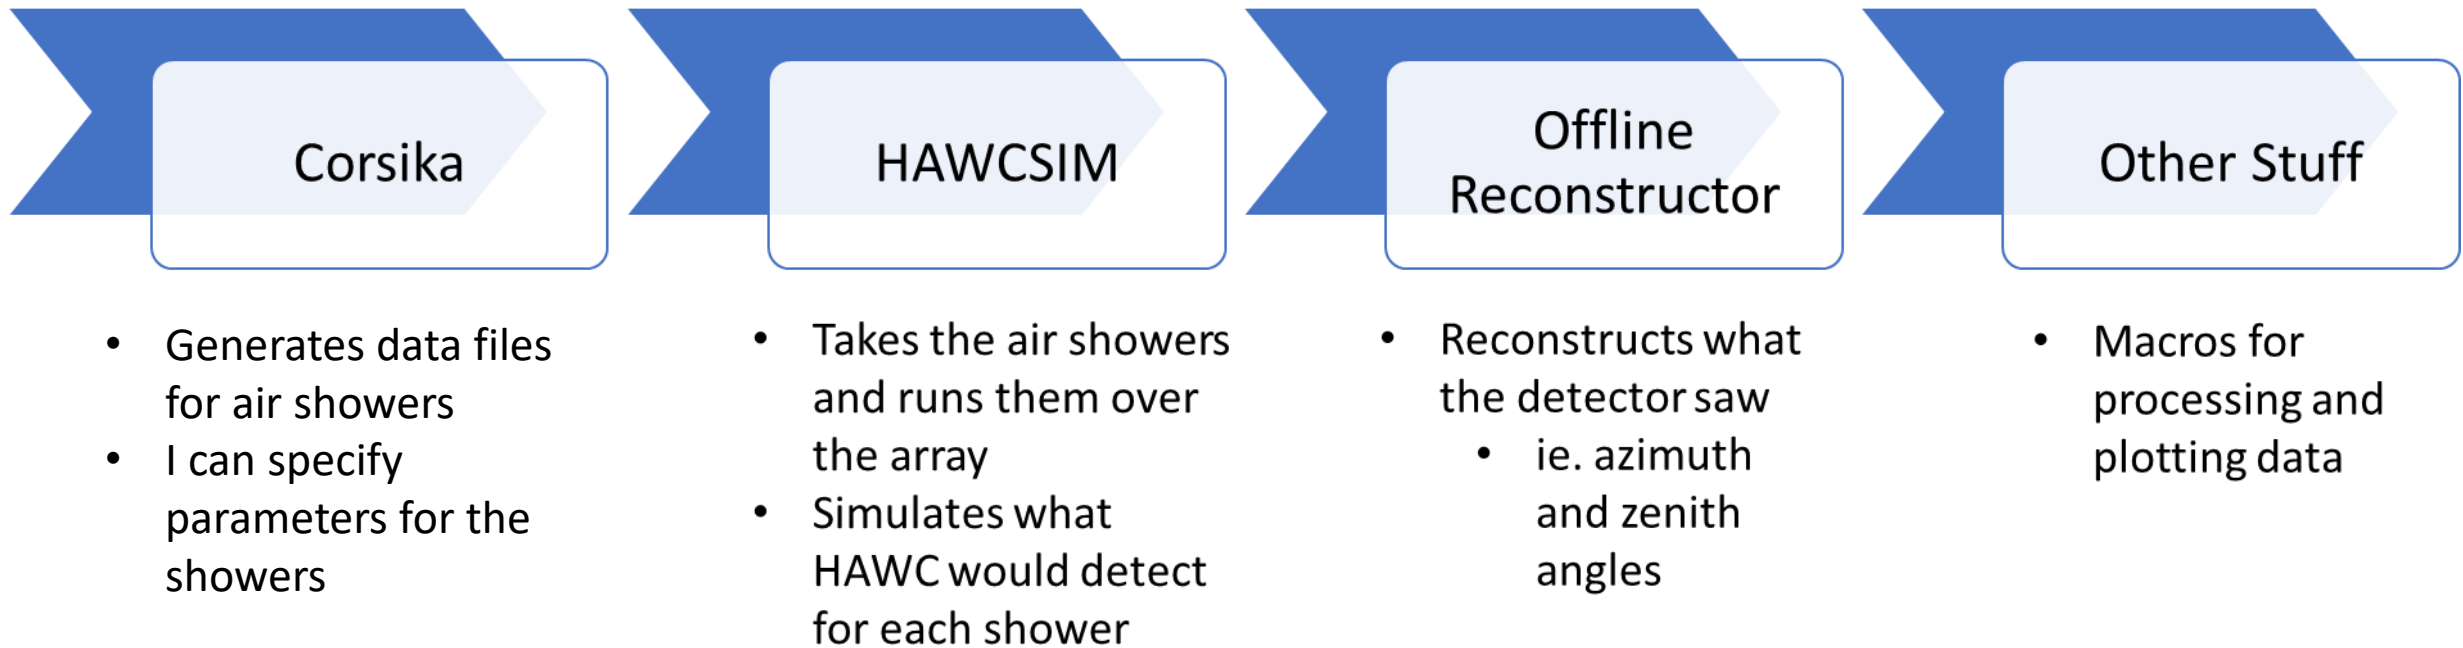 Corsika
• Generates data files
for air showers
• I can specify
parameters for the
showers
HAWCSIM
• Takes the air showers
and runs them over
the array
• Simulates what
HAWC would detect
for each shower
Offline
Reconstructor
• Reconstructs what
the detector saw
• ie. azimuth
and zenith
angles
Other Stuff
• Macros for
processing and
plotting data